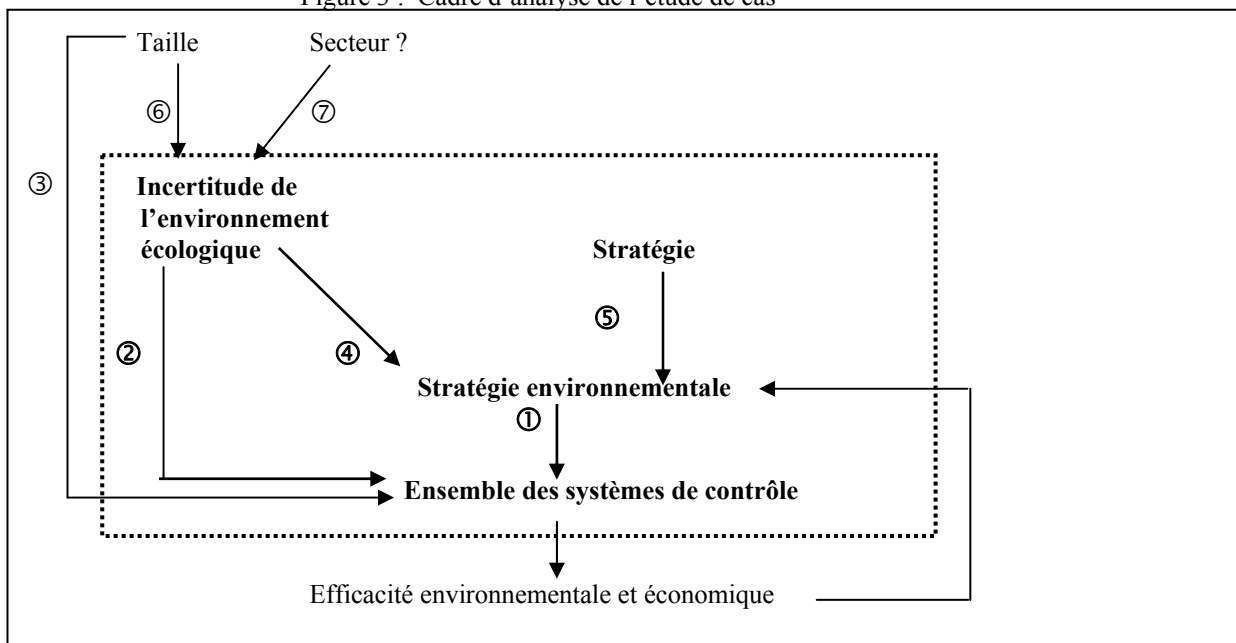 Figure 3 : Cadre d'analyse de l'étude de cas
Taille
Secteur ?
⑥
⑦
③
Incertitude de
l'environnement
écologique
Stratégie
②
④
⑤
Stratégie environnementale
①
Ensemble des systèmes de contrôle
Efficacité environnementale et économique